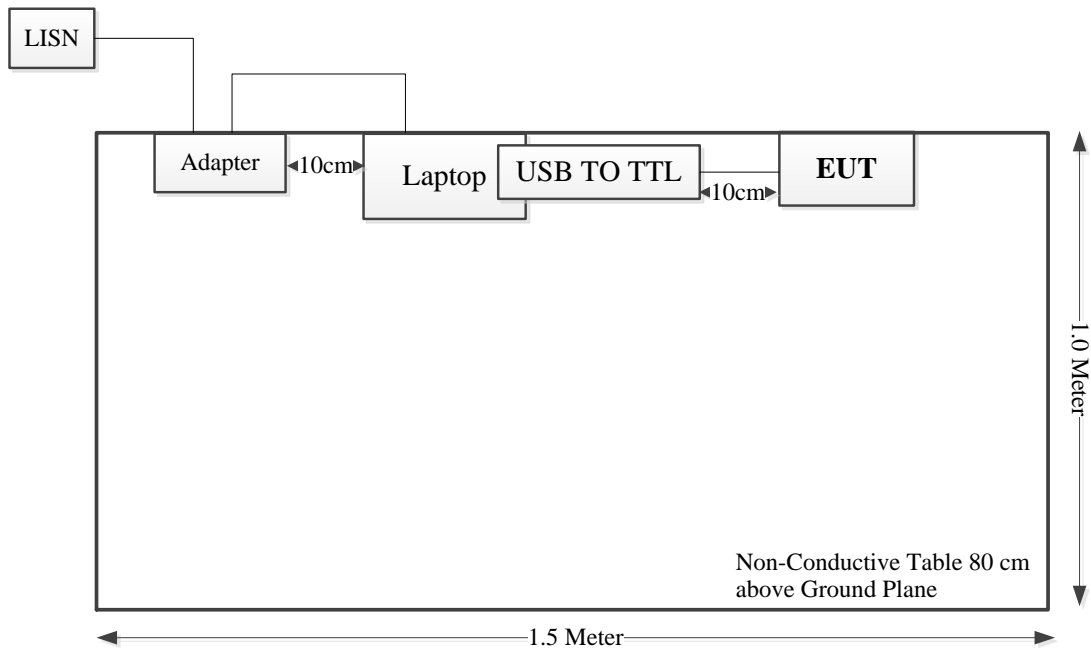 LISN
Adapter
10cm
Laptop
USB TO TTL
10cm
EUT
1.0 Meter
Non-Conductive Table 80 cm
above Ground Plane
1.5 Meter